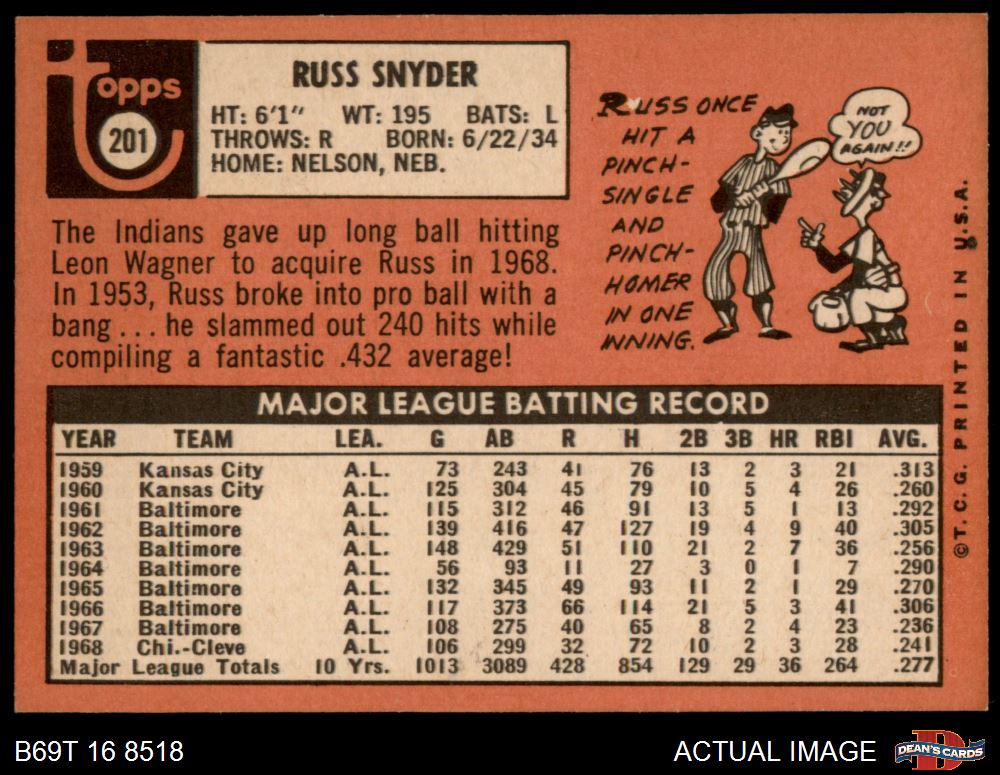 topps
201
RUSS SNYDER
HT: 6'1" WT: 195 BATS: L
THROWS: R BORN: 6/22/34
HOME: NELSON, NEB.
The Indians gave up long ball hitting
Leon Wagner to acquire Russ in 1968.
In 1953, Russ broke into pro ball with a
bang . . . he slammed out 240 hits while
compiling a fantastic .432 average!
RUSS ONCE
HIT A
PINCH-
SINGLE
AND
PINCH-
HOMER
IN ONE
INNING.
NOT
YOU
AGAIN!!
©T.C.G. PRINTED IN U.S.A.
MAJOR LEAGUE BATTING RECORD
YEAR TEAM LEA. G AB R H 2B 3B HR RBI AVG.
1959 Kansas City A.L. 73 243 41 76 13 2 3 21 .313
1960 Kansas City A.L. 125 304 45 79 10 5 4 26 .260
1961 Baltimore A.L. 115 312 46 91 13 5 1 13 .292
1962 Baltimore A.L. 139 416 47 127 19 4 9 40 .305
1963 Baltimore A.L. 148 429 51 110 21 2 7 36 .256
1964 Baltimore A.L. 56 93 11 27 3 0 1 7 .290
1965 Baltimore A.L. 132 345 49 93 11 2 1 29 .270
1966 Baltimore A.L. 117 373 66 114 21 5 3 41 .306
1967 Baltimore A.L. 108 275 40 65 8 2 4 23 .236
1968 Chi.-Cleve A.L. 106 299 32 72 10 2 3 28 .241
Major League Totals 10 Yrs. 1013 3089 428 854 129 29 36 264 .277
B69T 16 8518
ACTUAL IMAGE
D
DEAN'S CARDS